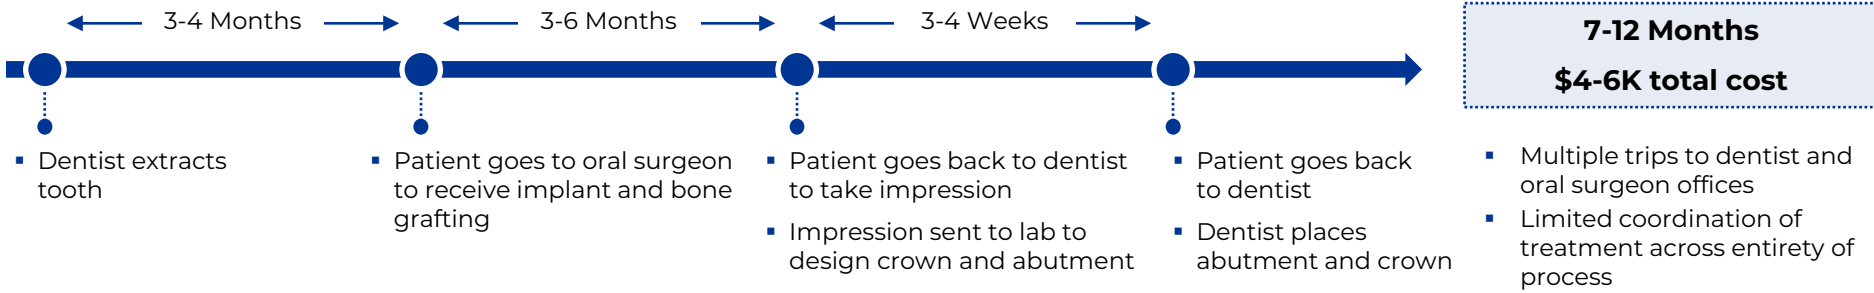 3-4 Months
3-6 Months
3-4 Weeks
7-12 Months
$4-6K total cost
▪ Dentist extracts
tooth
▪ Patient goes to oral surgeon
to receive implant and bone
grafting
▪ Patient goes back to dentist
to take impression
▪ Impression sent to lab to
design crown and abutment
▪ Patient goes back
to dentist
▪ Dentist places
abutment and crown
▪ Multiple trips to dentist and
oral surgeon offices
▪ Limited coordination of
treatment across entirety of
process